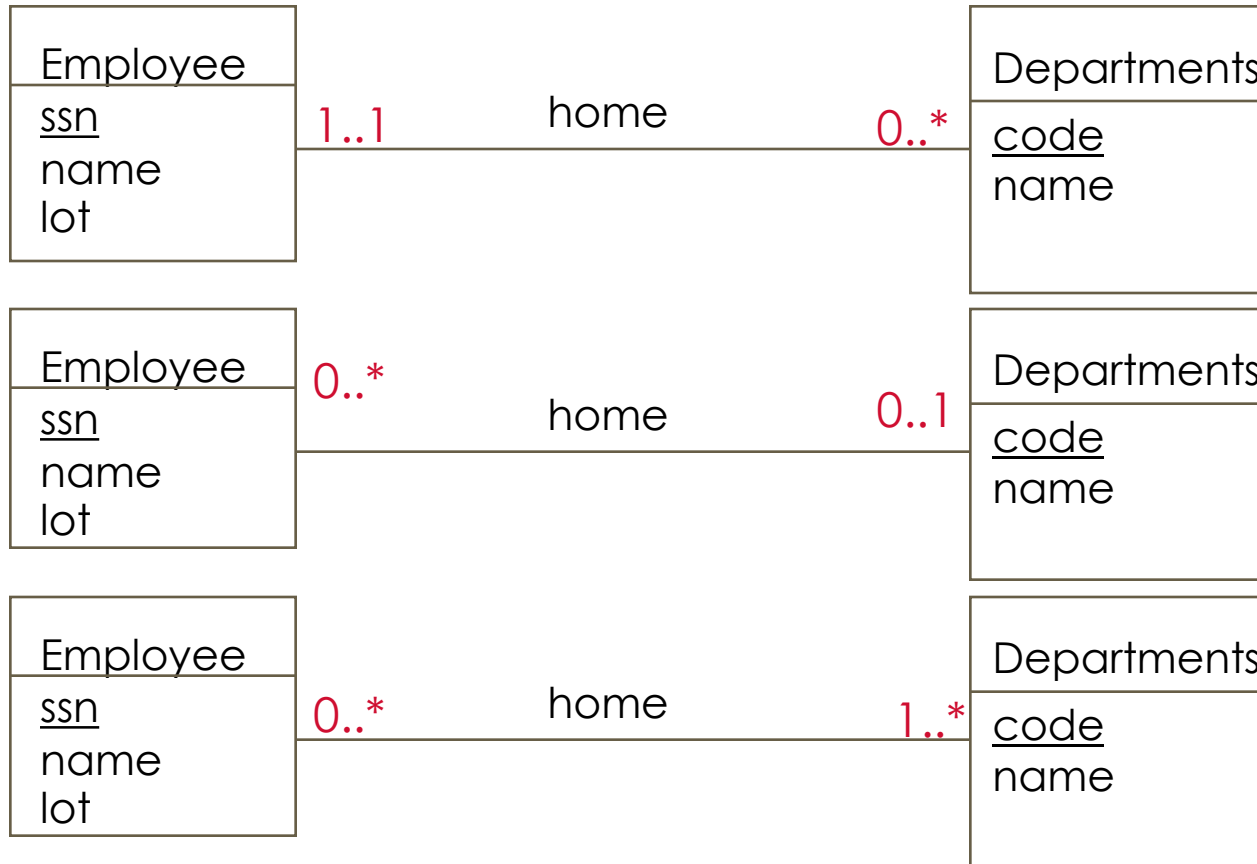 Employee
ssn
name
lot
1..1
home
0..*
Departments
code
name
Employee
ssn
name
lot
0..*
home
0..1
Departments
code
name
Employee
ssn
name
lot
0..*
home
1..*
Departments
code
name